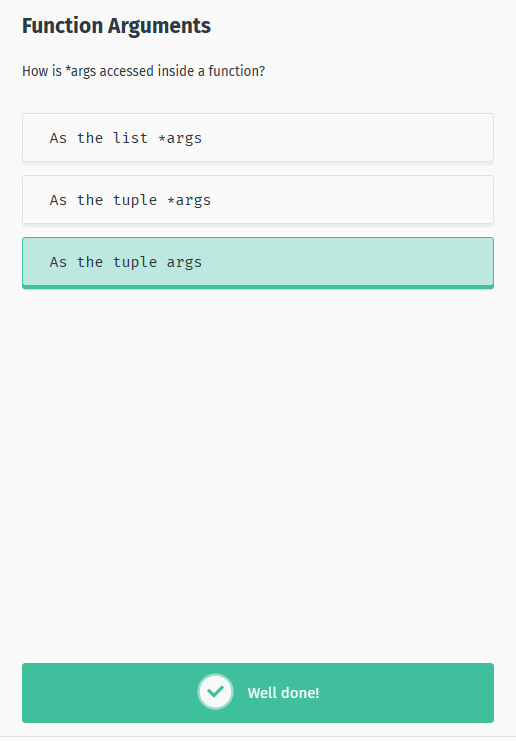 Function Arguments
How is *args accessed inside a function?
As the list *args
As the tuple *args
As the tuple args
Well done!